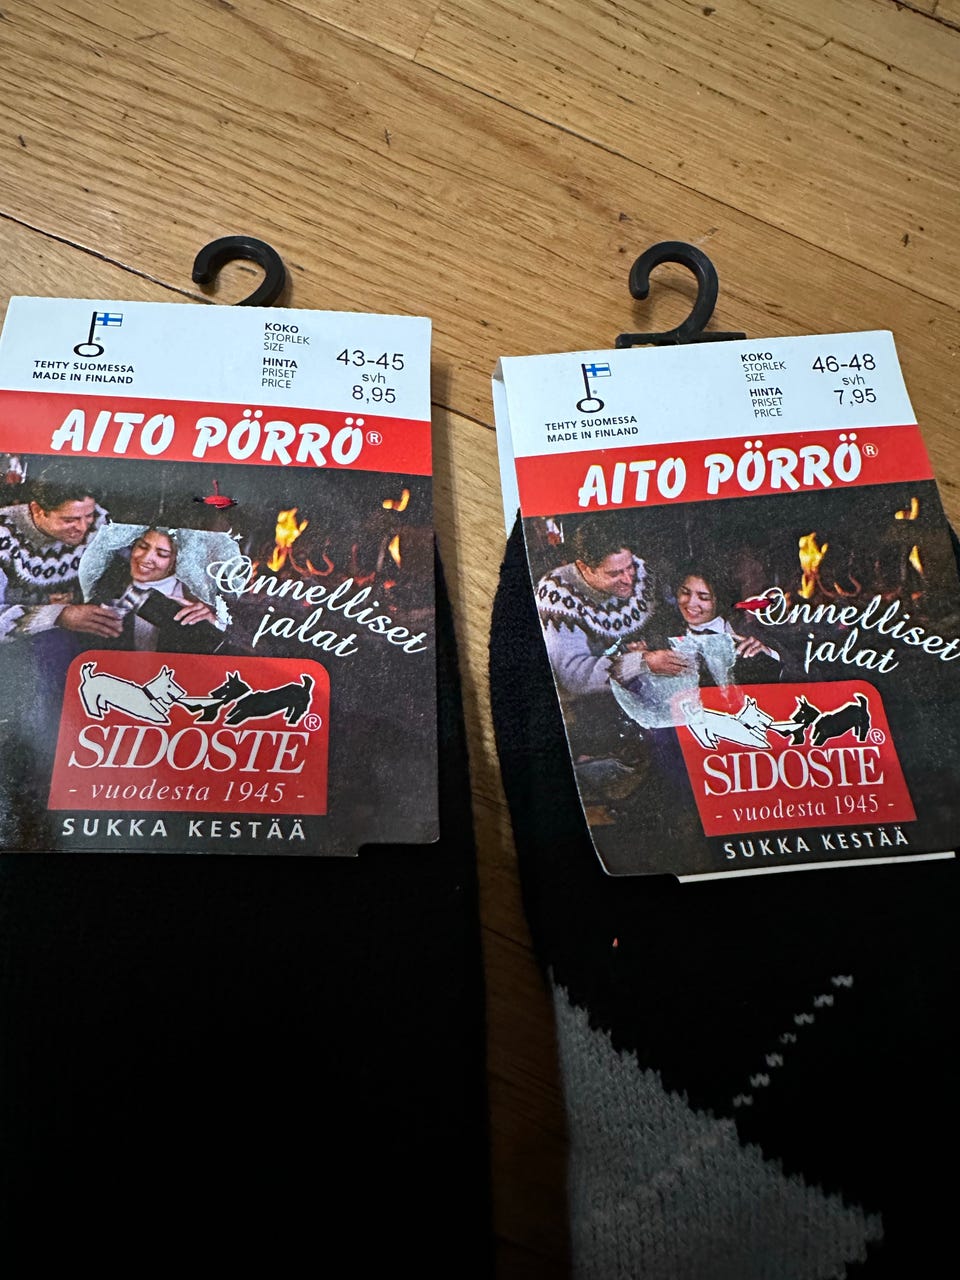 TEHTY SUOMESSA
MADE IN FINLAND
KOKO
STORLEK
SIZE
43-45
svh
HINTA
PRISET
PRICE
8,95
AITO PÖRRÖ®
Onnelliset
jalat
SIDOSTE®
- vuodesta 1945 -
SUKKA KESTÄÄ
TEHTY SUOMESSA
MADE IN FINLAND
KOKO
STORLEK
SIZE
46-48
svh
HINTA
PRISET
PRICE
7,95
AITO PÖRRÖ®
Onnelliset
jalat
SIDOSTE®
- vuodesta 1945 -
SUKKA KESTÄÄ